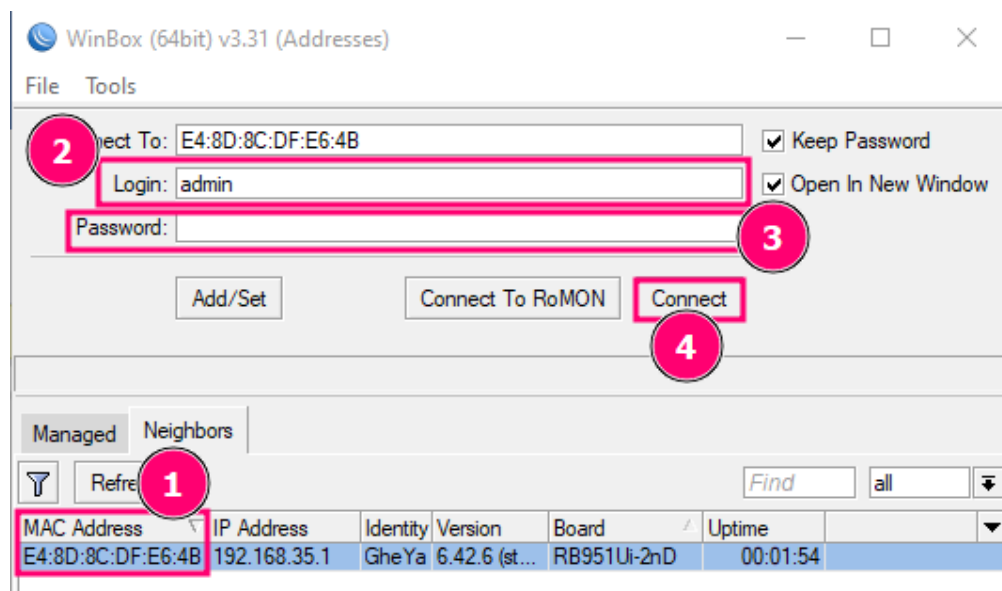 WinBox (64bit) v3.31 (Addresses)
File Tools
2 nect To: E4:8D:8C:DF:E6:4B Keep Password
Login: admin Open In New Window
Password: 3
Add/Set Connect To RoMON Connect
4
Managed Neighbors
Refre 1 Find all
MAC Address IP Address Identity Version Board Uptime
E4:8D:8C:DF:E6:4B 192.168.35.1 GheYa 6.42.6 (st... RB951Ui-2nD 00:01:54